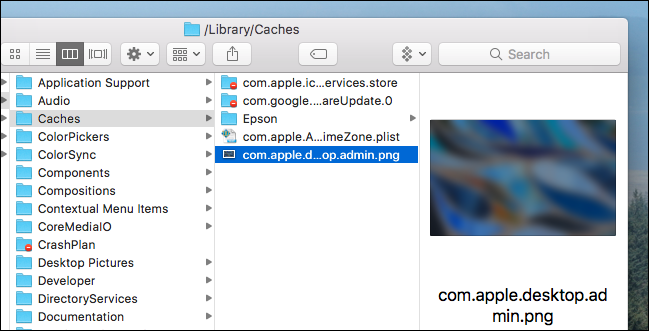 /Library/Caches
Search
Application Support
Audio
Caches
ColorPickers
ColorSync
Components
Compositions
Contextual Menu Items
CoreMediaIO
CrashPlan
Desktop Pictures
Developer
DirectoryServices
Documentation
com.apple.ic...ervices.store
com.google....areUpdate.0
Epson
com.apple.A...imeZone.plist
com.apple.d...op.admin.png
com.apple.desktop.ad
min.png